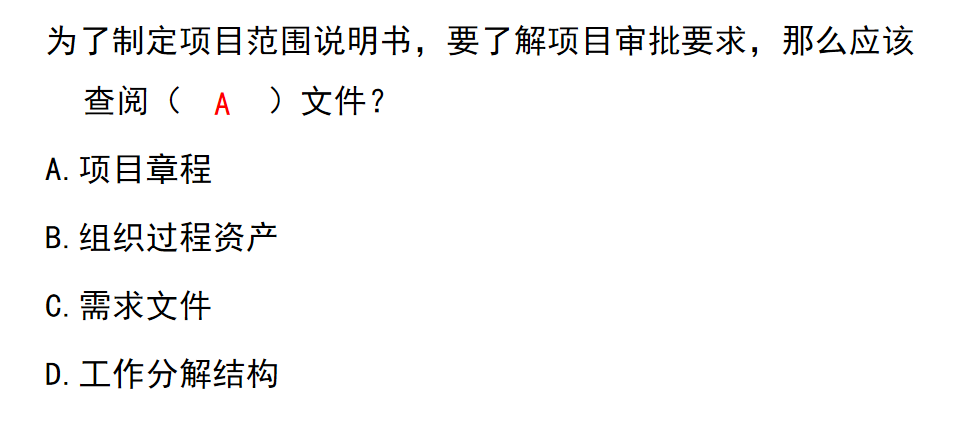 为了制定项目范围说明书，要了解项目审批要求，那么应该
查阅（ A ）文件？
A.项目章程
B.组织过程资产
C.需求文件
D.工作分解结构